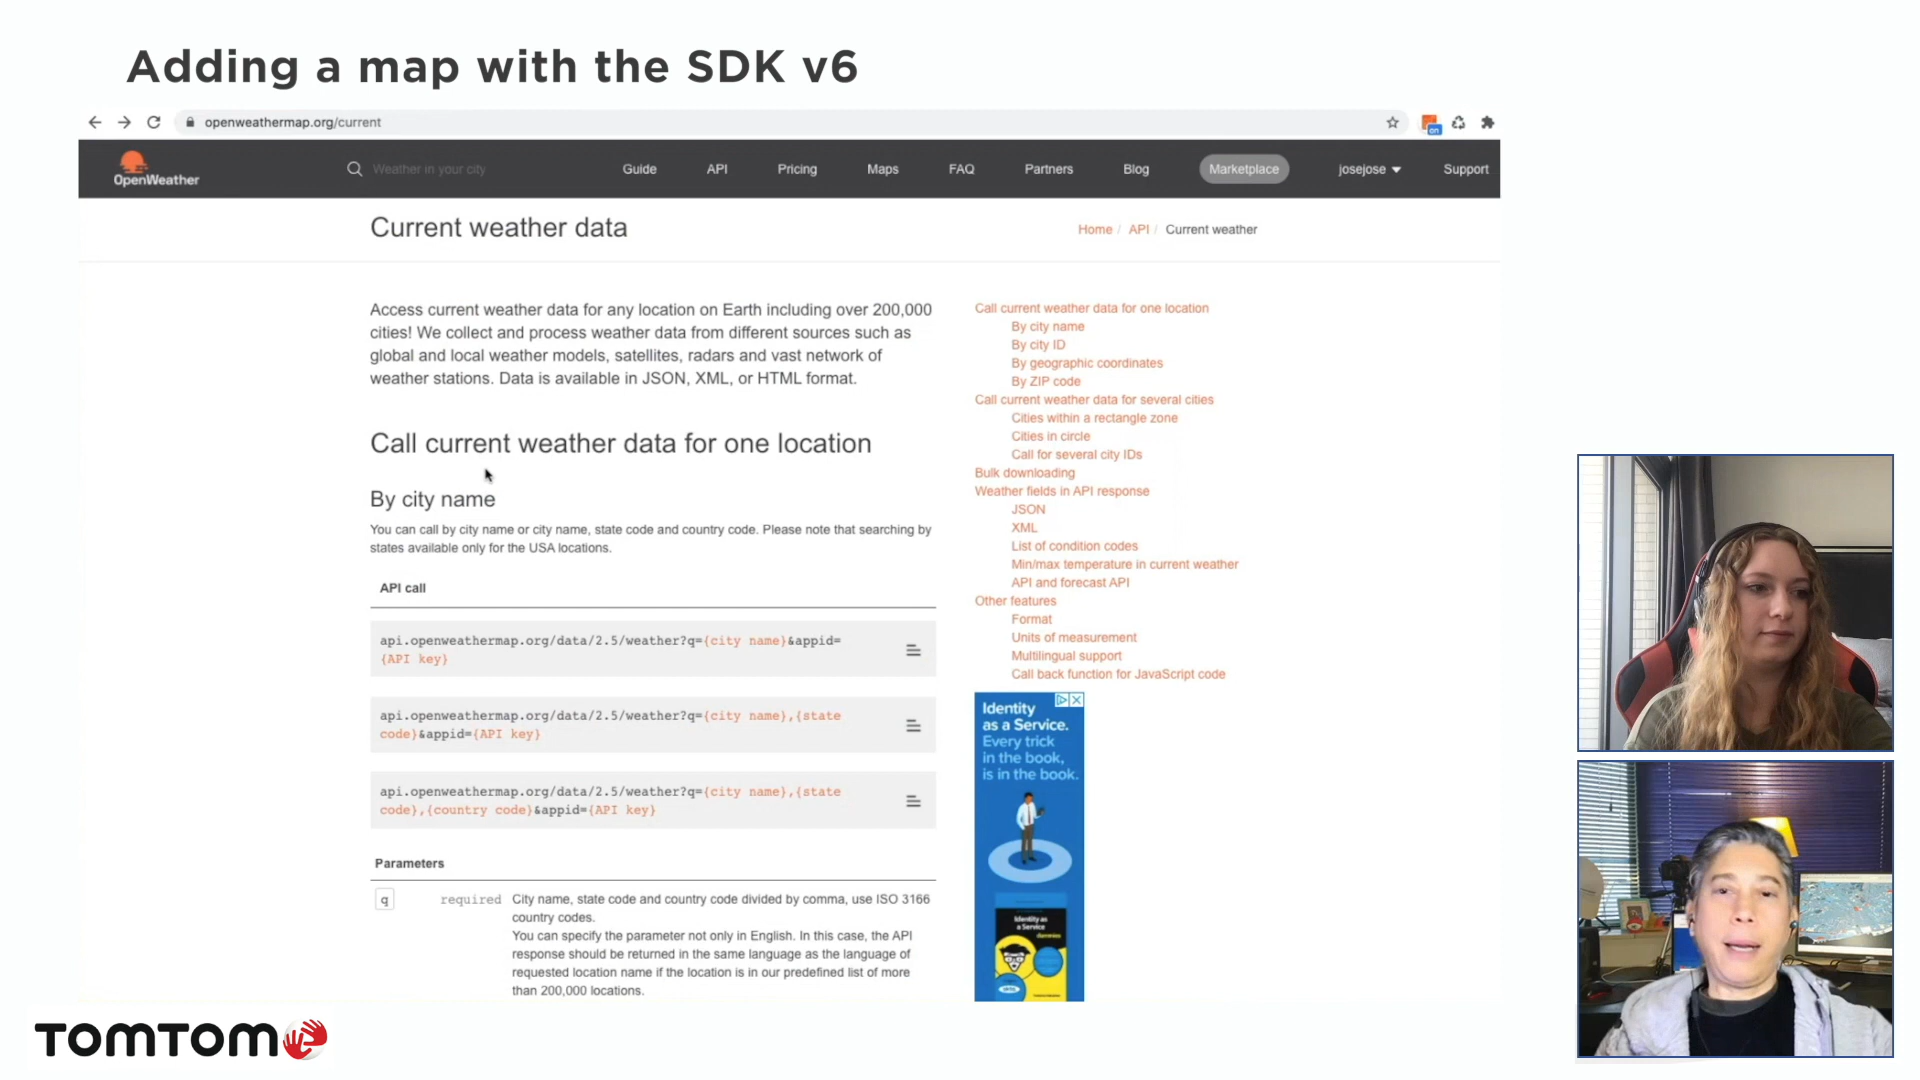 Adding a map with the SDK v6
openweathermap.org/current
on
OpenWeather
Weather in your city
Guide
API
Pricing
Maps
FAQ
Partners
Blog
Marketplace
josejose
Support
Current weather data
Home / API / Current weather
Access current weather data for any location on Earth including over 200,000
cities! We collect and process weather data from different sources such as
global and local weather models, satellites, radars and vast network of
weather stations. Data is available in JSON, XML, or HTML format.
Call current weather data for one location
By city name
You can call by city name or city name, state code and country code. Please note that searching by
states available only for the USA locations.
API call
api.openweathermap.org/data/2.5/weather?q={city name}&appid=
{API key}
api.openweathermap.org/data/2.5/weather?q={city name},{state
code}&appid={API key}
api.openweathermap.org/data/2.5/weather?q={city name},{state
code},{country code}&appid={API key}
Parameters
q
required
City name, state code and country code divided by comma, use ISO 3166
country codes.
You can specify the parameter not only in English. In this case, the API
response should be returned in the same language as the language of
requested location name if the location is in our predefined list of more
than 200,000 locations.
Call current weather data for one location
By city name
By city ID
By geographic coordinates
By ZIP code
Call current weather data for several cities
Cities within a rectangle zone
Cities in circle
Call for several city IDs
Bulk downloading
Weather fields in API response
JSON
XML
List of condition codes
Min/max temperature in current weather
API and forecast API
Other features
Format
Units of measurement
Multilingual support
Call back function for JavaScript code
Identity
as a Service.
Every trick
in the book,
is in the book.
Identity as
a Service
dummies
TOMTOM